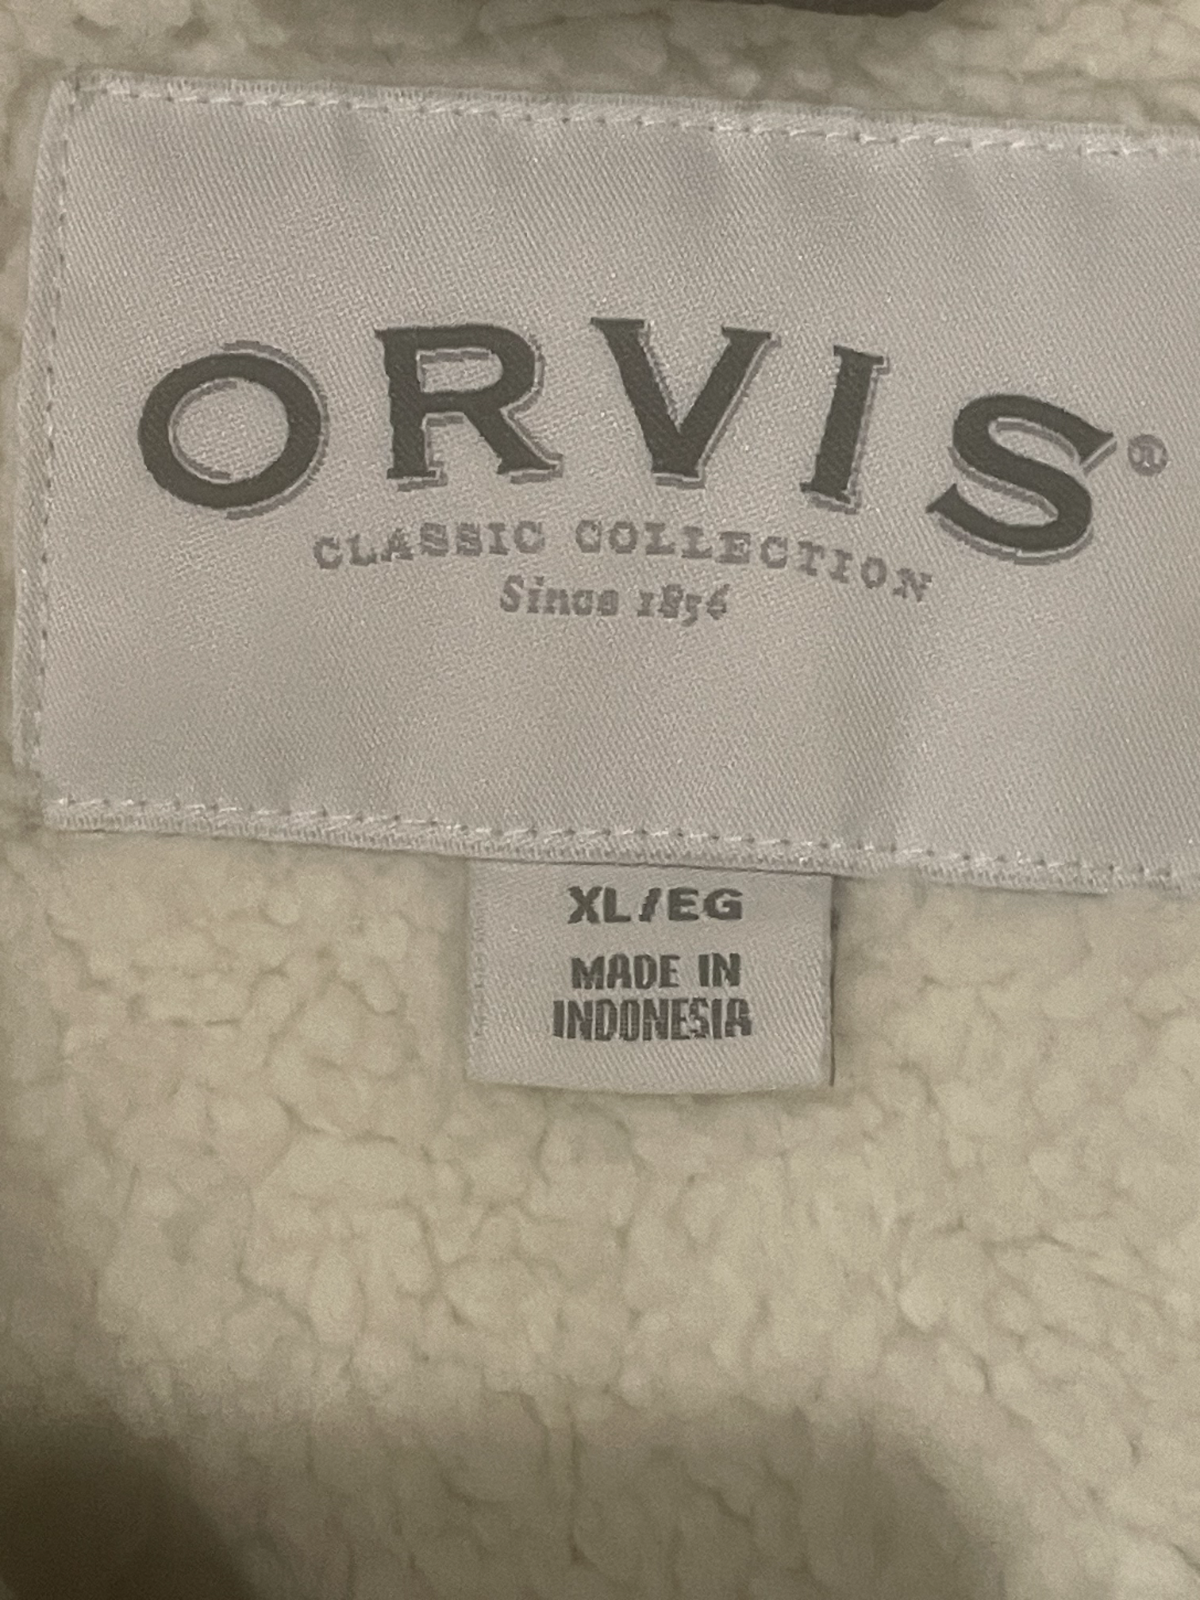 ORVIS®
CLASSIC COLLECTION
Since 1856
XL/EG
MADE IN
INDONESIA